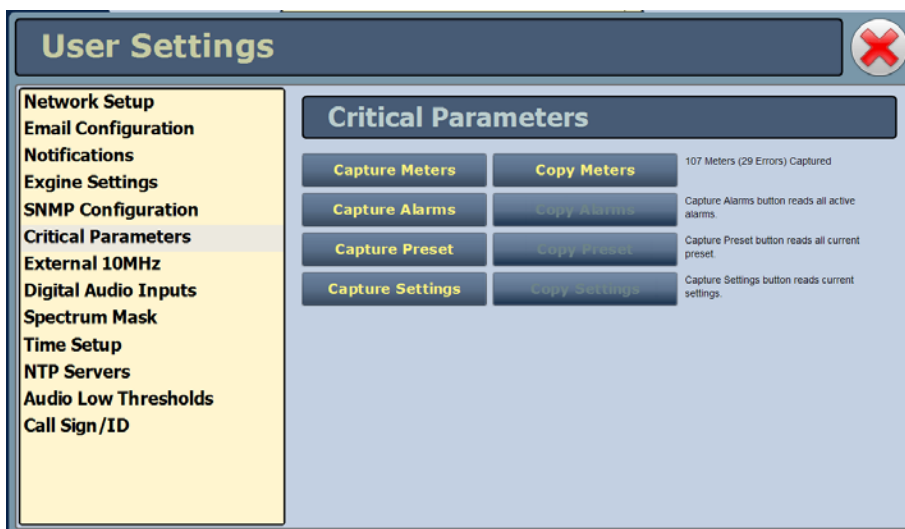 User Settings
Network Setup
Email Configuration
Notifications
Exgine Settings
SNMP Configuration
Critical Parameters
External 10MHz
Digital Audio Inputs
Spectrum Mask
Time Setup
NTP Servers
Audio Low Thresholds
Call Sign/ID
Critical Parameters
Capture Meters
Copy Meters
107 Meters (29 Errors) Captured
Capture Alarms
Copy Alarms
Capture Alarms button reads all active
alarms.
Capture Preset
Copy Preset
Capture Preset button reads all current
preset.
Capture Settings
Copy Settings
Capture Settings button reads current
settings.